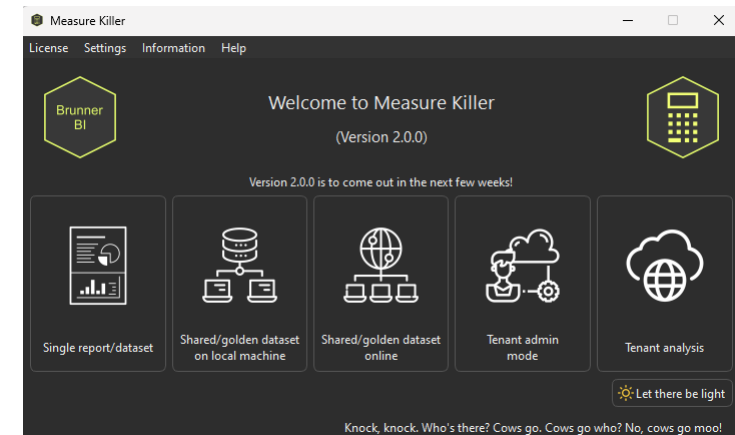 Measure Killer
License Settings Information Help
Brunner
BI
Welcome to Measure Killer
(Version 2.0.0)
Version 2.0.0 is to come out in the next few weeks!
Single report/dataset
Shared/golden dataset
on local machine
Shared/golden dataset
online
Tenant admin
mode
Tenant analysis
Let there be light
Knock, knock. Who's there? Cows go. Cows go who? No, cows go moo!